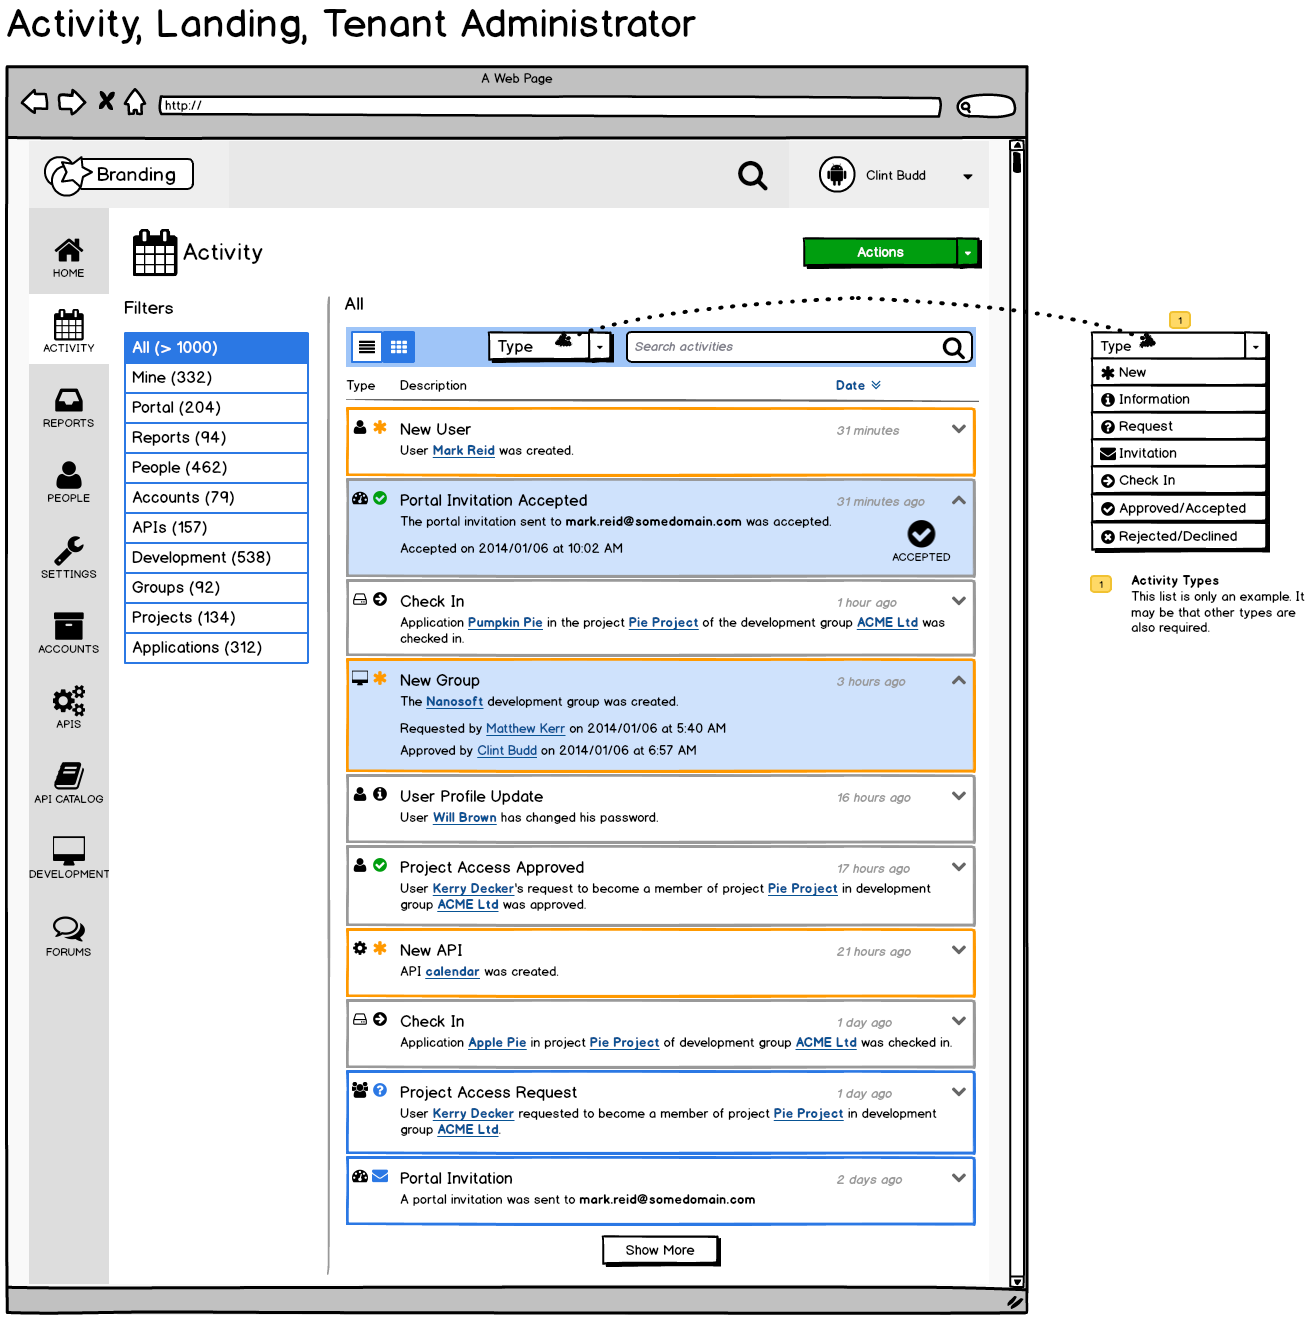 Activity, Landing, Tenant Administrator
A Web Page
http://
Branding
Clint Budd
HOME
ACTIVITY
REPORTS
PEOPLE
SETTINGS
ACCOUNTS
APIS
API CATALOG
DEVELOPMENT
FORUMS
Activity
Actions
Filters
All (> 1000)
Mine (332)
Portal (204)
Reports (94)
People (462)
Accounts (79)
APIs (157)
Development (538)
Groups (92)
Projects (134)
Applications (312)
All
Type
Search activities
Type Description Date
New User 31 minutes
User Mark Reid was created.
Portal Invitation Accepted 31 minutes ago
The portal invitation sent to mark.reid@somedomain.com was accepted.
Accepted on 2014/01/06 at 10:02 AM
ACCEPTED
Check In 1 hour ago
Application Pumpkin Pie in the project Pie Project of the development group ACME Ltd was
checked in.
New Group 3 hours ago
The Nanosoft development group was created.
Requested by Matthew Kerr on 2014/01/06 at 5:40 AM
Approved by Clint Budd on 2014/01/06 at 6:57 AM
User Profile Update 16 hours ago
User Will Brown has changed his password.
Project Access Approved 17 hours ago
User Kerry Decker's request to become a member of project Pie Project in development
group ACME Ltd was approved.
New API 21 hours ago
API calendar was created.
Check In 1 day ago
Application Apple Pie in project Pie Project of development group ACME Ltd was checked in.
Project Access Request 1 day ago
User Kerry Decker requested to become a member of project Pie Project in development
group ACME Ltd.
Portal Invitation 2 days ago
A portal invitation was sent to mark.reid@somedomain.com
Show More
1
Type
New
Information
Request
Invitation
Check In
Approved/Accepted
Rejected/Declined
1
Activity Types
This list is only an example. It
may be that other types are
also required.